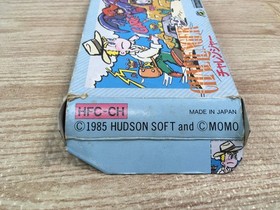 チャレンジャー
HFC-CH
MADE IN JAPAN
©1985 HUDSON SOFT and ©MOMO